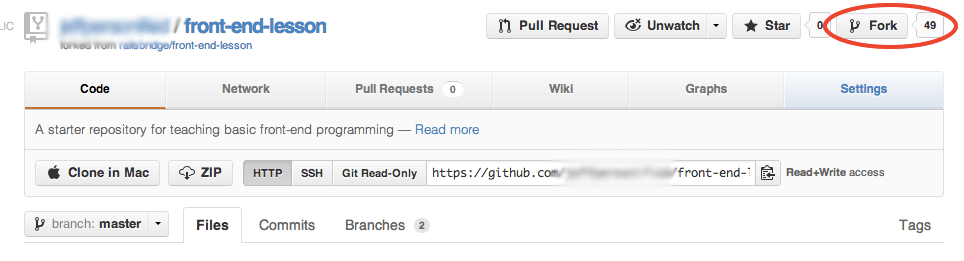 LIC / front-end-lesson Pull Request Unwatch Star 0 Fork 49
forked from railsbridge/front-end-lesson
Code Network Pull Requests 0 Wiki Graphs Settings
A starter repository for teaching basic front-end programming — Read more
Clone in Mac ZIP HTTP SSH Git Read-Only https://github.com/ /front-end- Read+Write access
branch: master Files Commits Branches 2 Tags